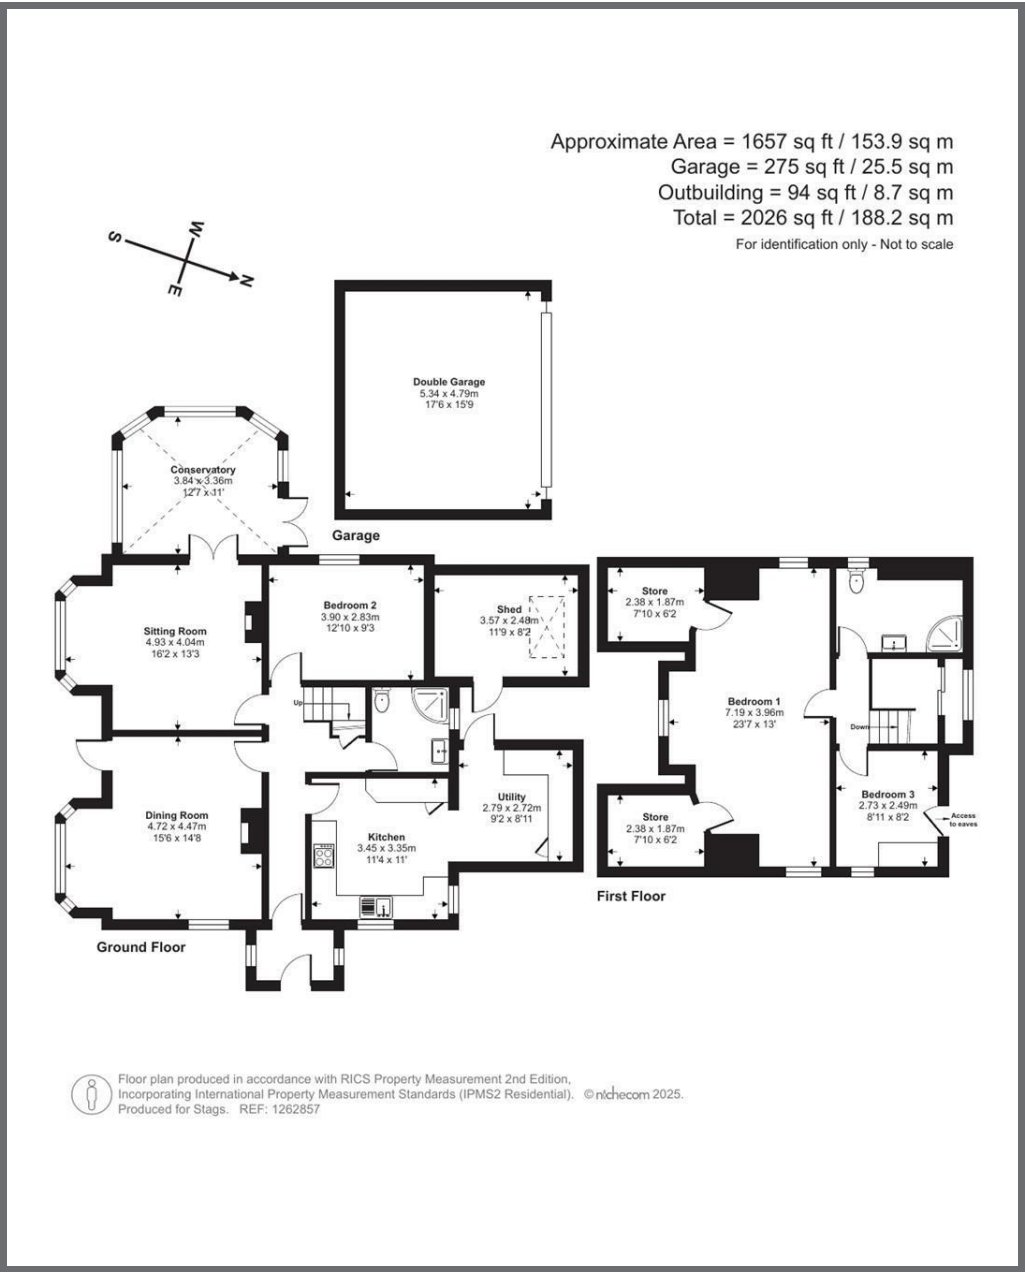 Approximate Area = 1657 sq ft / 153.9 sq m
Garage = 275 sq ft / 25.5 sq m
Outbuilding = 94 sq ft / 8.7 sq m
Total = 2026 sq ft / 188.2 sq m
For identification only - Not to scale
W
S
N
E
Double Garage
5.34 x 4.79m
17'6 x 15'9
Garage
Conservatory
3.84 x 3.36m
12'7 x 11'
Sitting Room
4.93 x 4.04m
16'2 x 13'3
Bedroom 2
3.90 x 2.83m
12'10 x 9'3
Shed
3.57 x 2.48m
11'9 x 8'2
Up
Dining Room
4.72 x 4.47m
15'6 x 14'8
Kitchen
3.45 x 3.35m
11'4 x 11'
Utility
2.79 x 2.72m
9'2 x 8'11
Ground Floor
Store
2.38 x 1.87m
7'10 x 6'2
Bedroom 1
7.19 x 3.96m
23'7 x 13'
Down
Store
2.38 x 1.87m
7'10 x 6'2
Bedroom 3
2.73 x 2.49m
8'11 x 8'2
Access
to eaves
First Floor
Floor plan produced in accordance with RICS Property Measurement 2nd Edition,
Incorporating International Property Measurement Standards (IPMS2 Residential). © nichecom 2025.
Produced for Stags. REF: 1262857